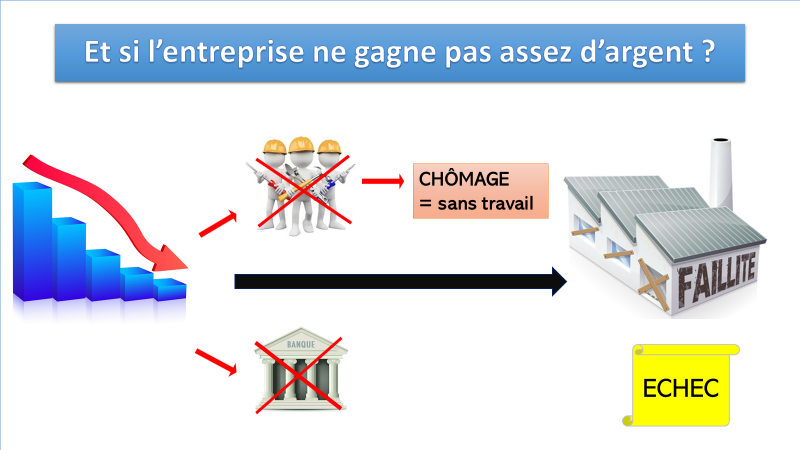 Et si l’entreprise ne gagne pas assez d’argent ?
CHÔMAGE
= sans travail
FAILLITE
BANQUE
ECHEC